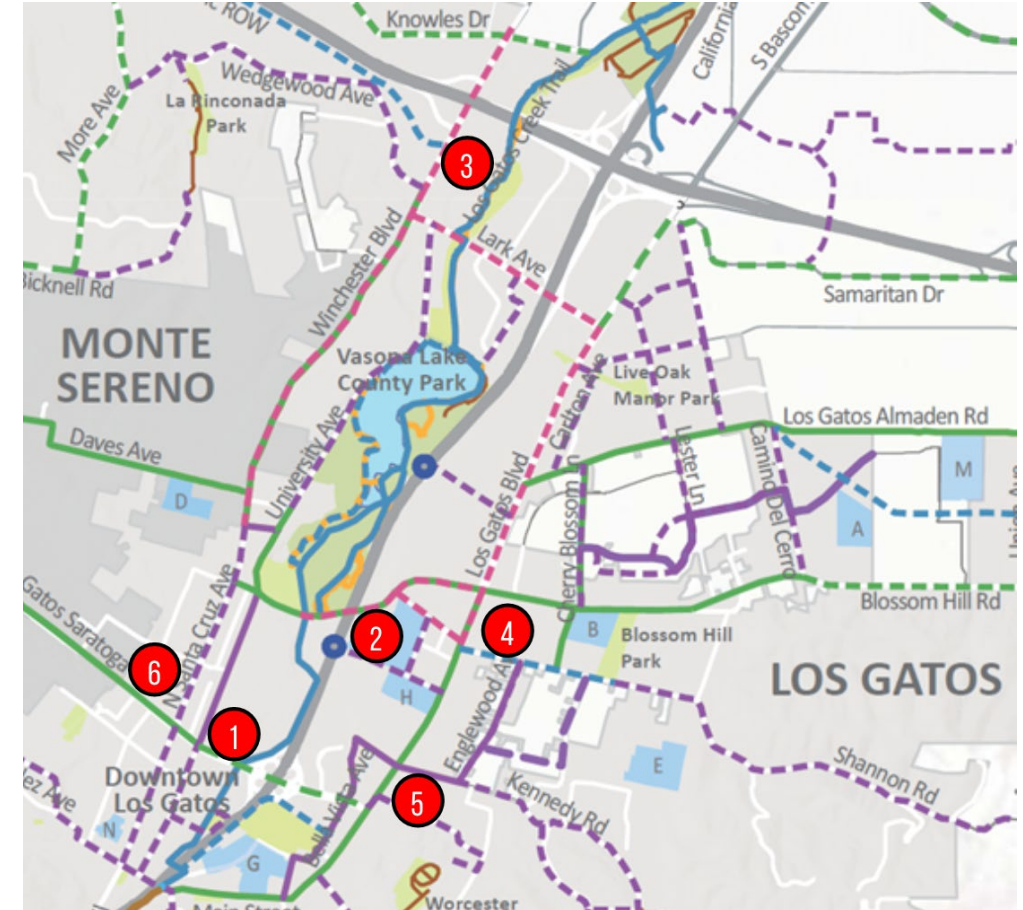 Knowles Dr
ROW
California
S Bascom
Wedgewood Ave
La Rinconada
Park
More Ave
Los Gatos Creek Trail
3
Lark Ave
Bicknell Rd
Winchester Blvd
Samaritan Dr
MONTE
SERENO
Vasona Lake
County Park
Live Oak
Manor Park
Carlton Ave
Los Gatos Almaden Rd
University Ave
Daves Ave
Lester Ln
Camino Del Cerro
M
D
Los Gatos Blvd
A
Union Ave
Cherry Blossom Ln
Blossom Hill Rd
Gatos Saratoga
N Santa Cruz Ave
2
4
B
Blossom Hill
Park
6
LOS GATOS
H
Englewood Av
1
E
Shannon Rd
Downtown
Los Gatos
Bella Vista Ave
5
Kennedy Rd
N
G
Main Street
Worcester